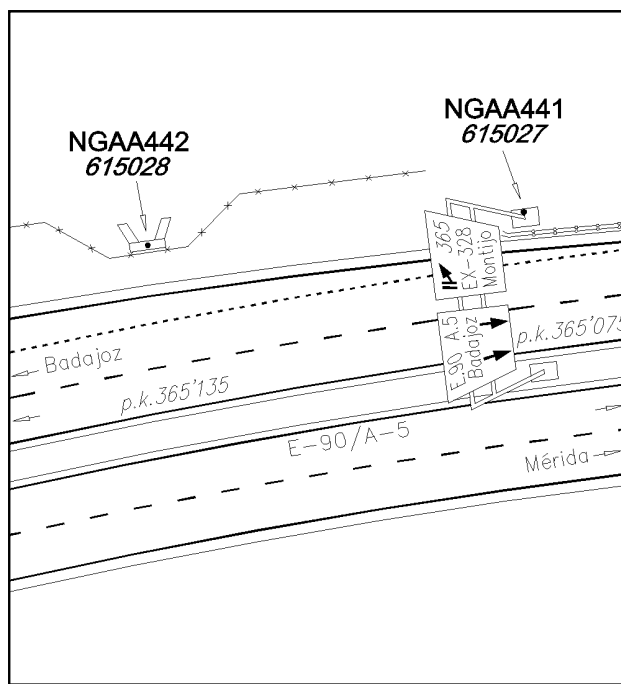 NGAA442
615028
NGAA441
615027
365
EX-328
Montijo
E.90 A.5
Badajoz
p.k.365'075
Badajoz
p.k.365'135
E-90/A-5
Mérida